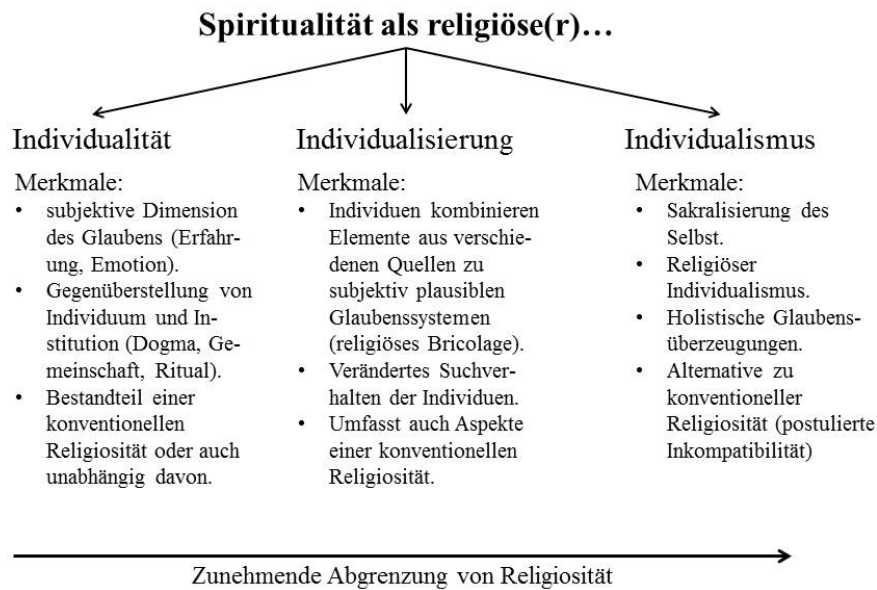 Spiritualität als religiöse(r)…
Individualität
Merkmale:
• subjektive Dimension
des Glaubens (Erfahr-
ung, Emotion).
• Gegenüberstellung von
Individuum und In-
stitution (Dogma, Ge-
meinschaft, Ritual).
• Bestandteil einer
konventionellen
Religiosität oder auch
unabhängig davon.
Individualisierung
Merkmale:
• Individuen kombinieren
Elemente aus verschie-
denen Quellen zu
subjektiv plausiblen
Glaubenssystemen
(religiöses Bricolage).
• Verändertes Suchver-
halten der Individuen.
• Umfasst auch Aspekte
einer konventionellen
Religiosität.
Individualismus
Merkmale:
• Sakralisierung des
Selbst.
• Religiöser
Individualismus.
• Holistische Glaubens-
überzeugungen.
• Alternative zu
konventioneller
Religiosität (postulierte
Inkompatibilität)
Zunehmende Abgrenzung von Religiosität